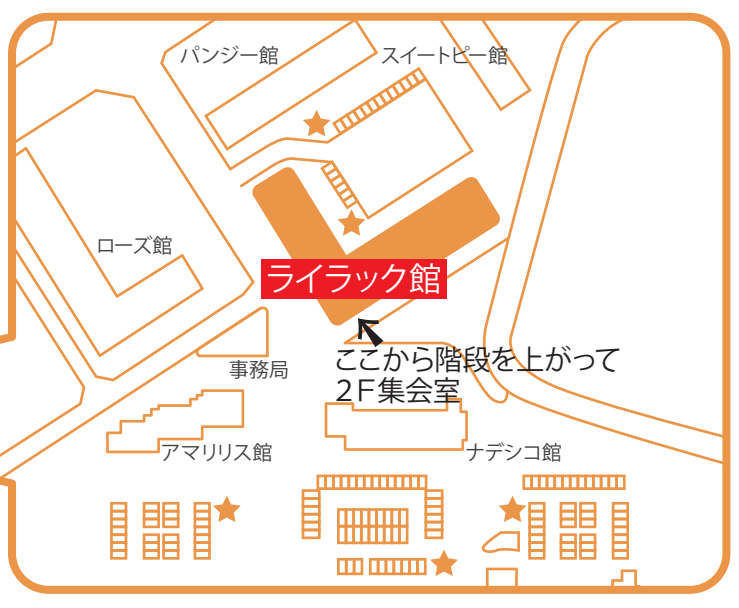 パンジー館
スイートピー館
ローズ館
ライラック館
ここから階段を上がって
2F集会室
事務局
アマリリス館
ナデシコ館